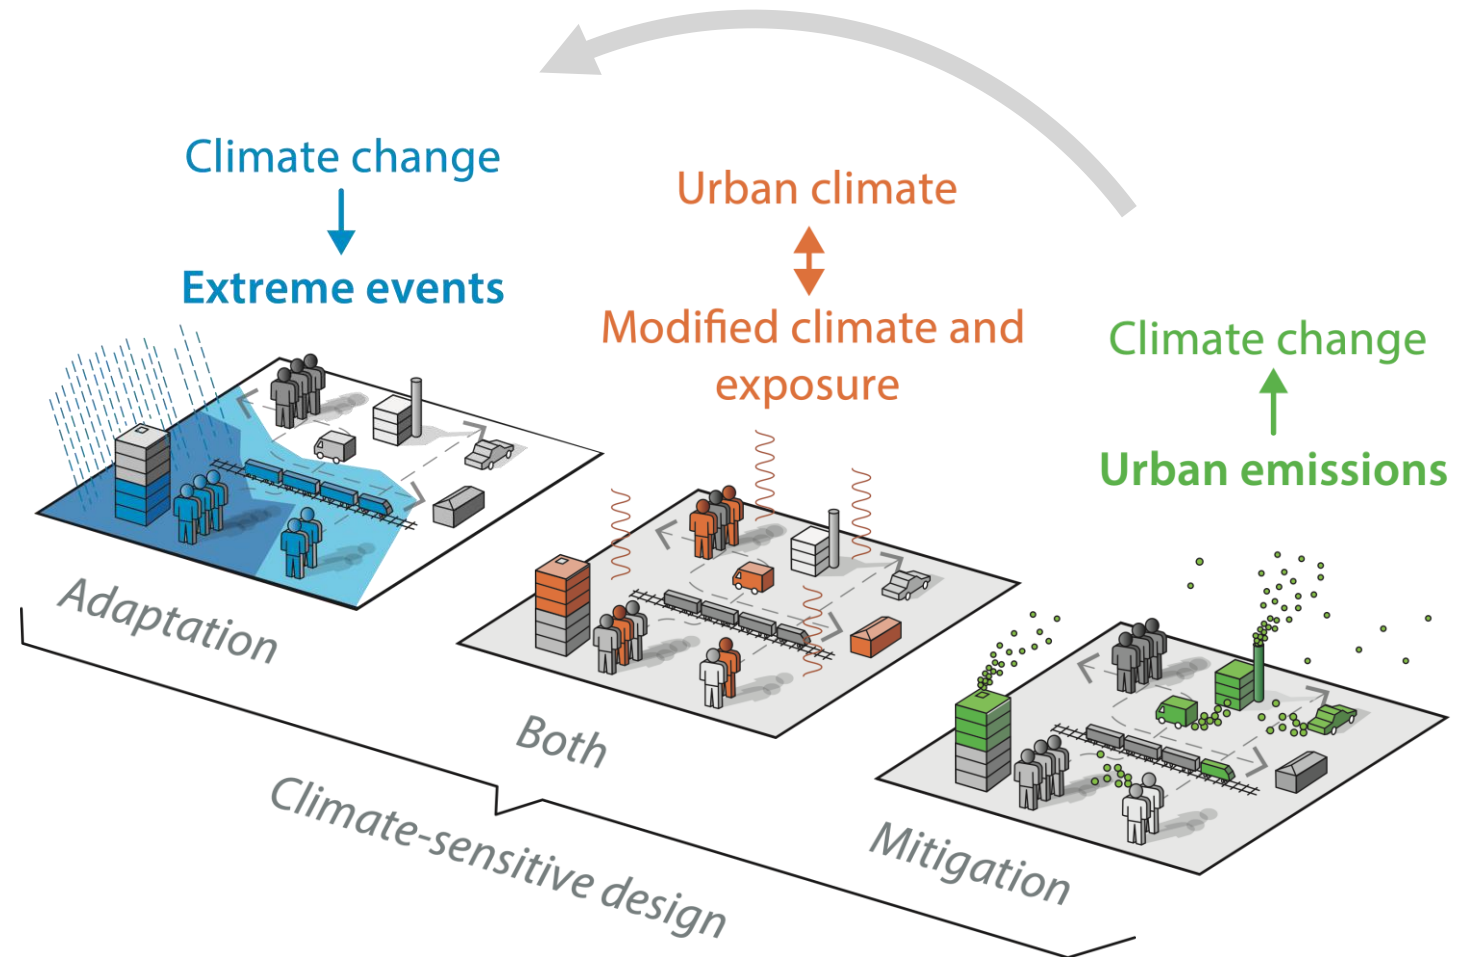 Climate change
Extreme events
Urban climate
Modified climate and
exposure
Climate change
Urban emissions
Adaptation
Both
Mitigation
Climate-sensitive design